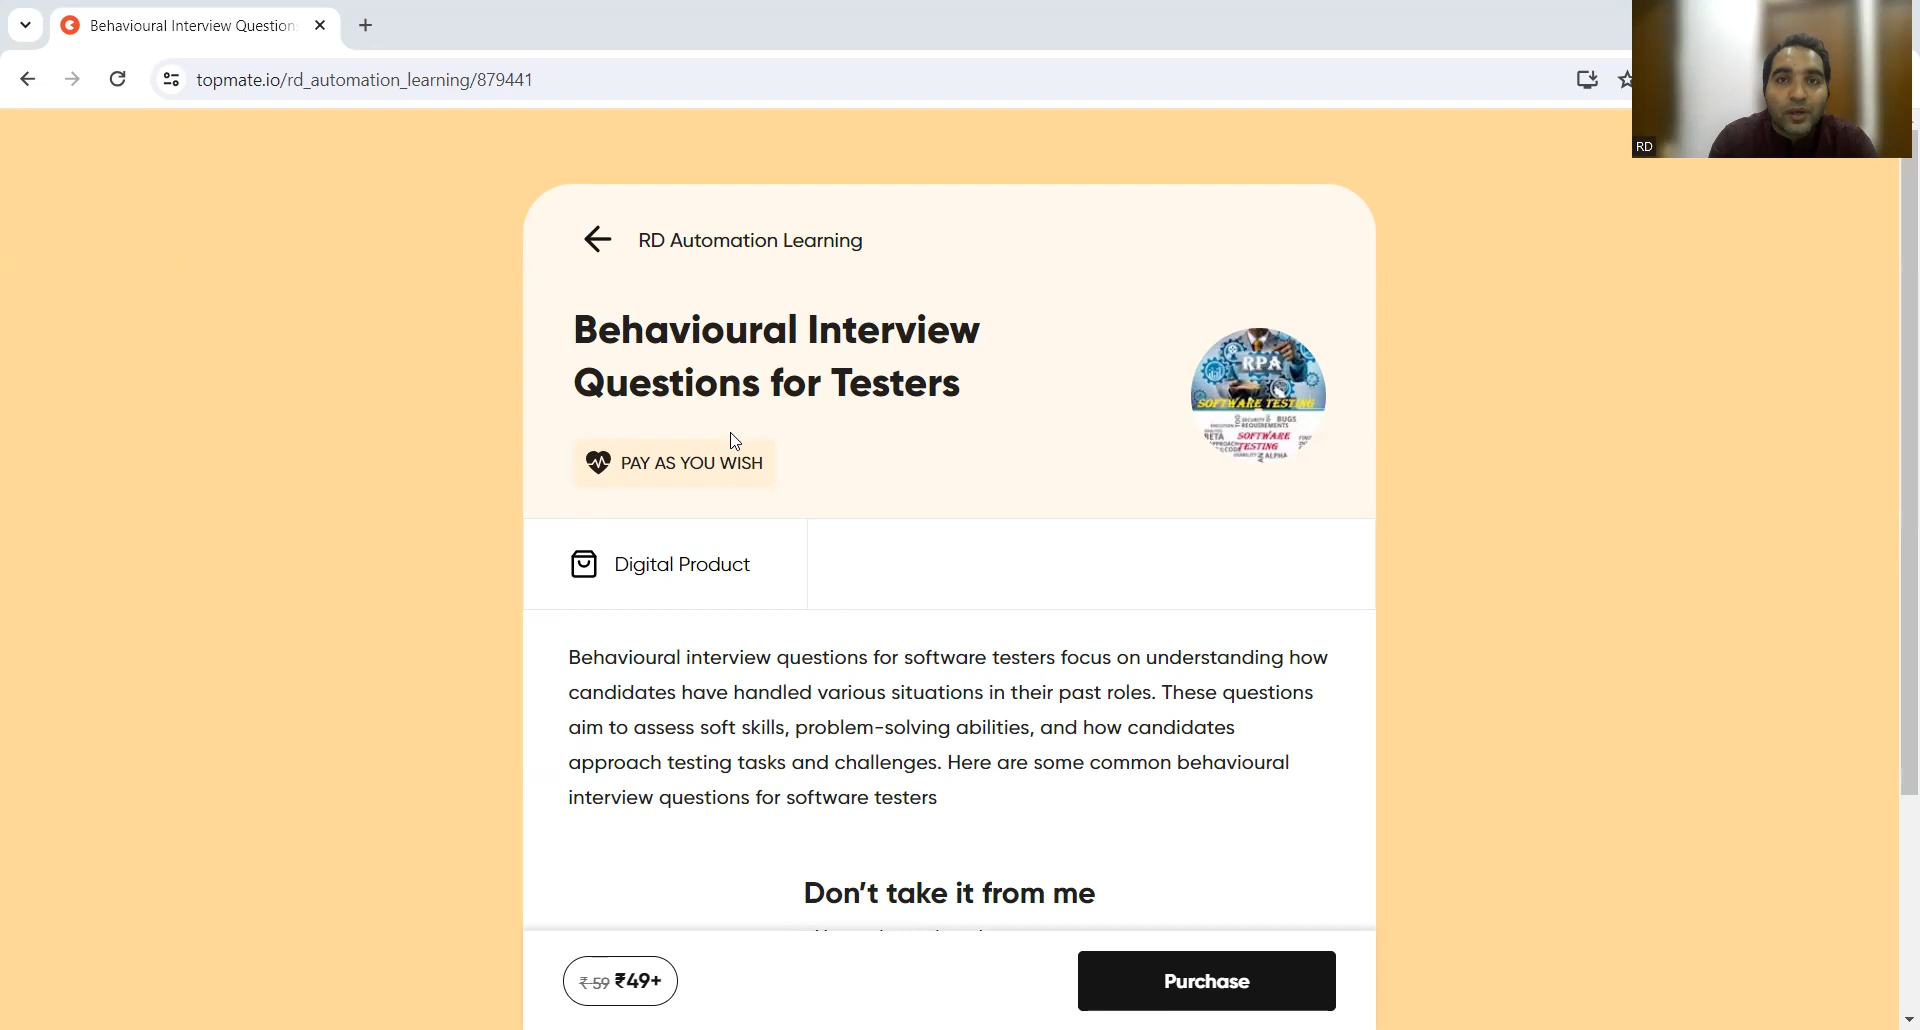 Behavioural Interview Question
topmate.io/rd_automation_learning/879441
RD
RD Automation Learning
Behavioural Interview
Questions for Testers
RPA
SOFTWARE TESTING
BUGS
REQUIREMENTS
BETA
SOFTWARE
TESTING
CODE
ALPHA
PAY AS YOU WISH
Digital Product
Behavioural interview questions for software testers focus on understanding how
candidates have handled various situations in their past roles. These questions
aim to assess soft skills, problem-solving abilities, and how candidates
approach testing tasks and challenges. Here are some common behavioural
interview questions for software testers
Don’t take it from me
₹ 59 ₹49+
Purchase